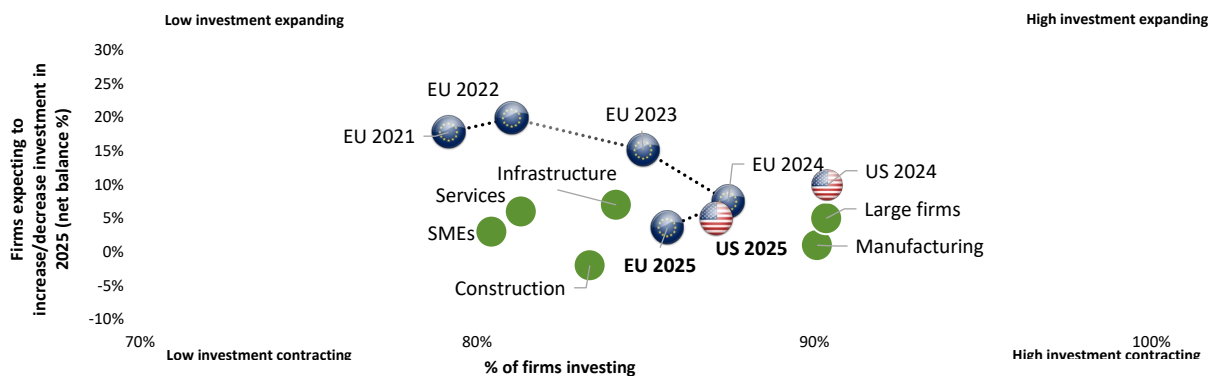 Low investment expanding
High investment expanding
Firms expecting to
increase/decrease investment in
2025 (net balance %)
30%
25%
20%
15%
10%
5%
0%
-5%
-10%
EU 2022
EU 2021
EU 2023
EU 2024
US 2024
Infrastructure
Services
SMEs
Large firms
Manufacturing
US 2025
EU 2025
Construction
70%
80%
90%
100%
Low investment contracting
% of firms investing
High investment contracting